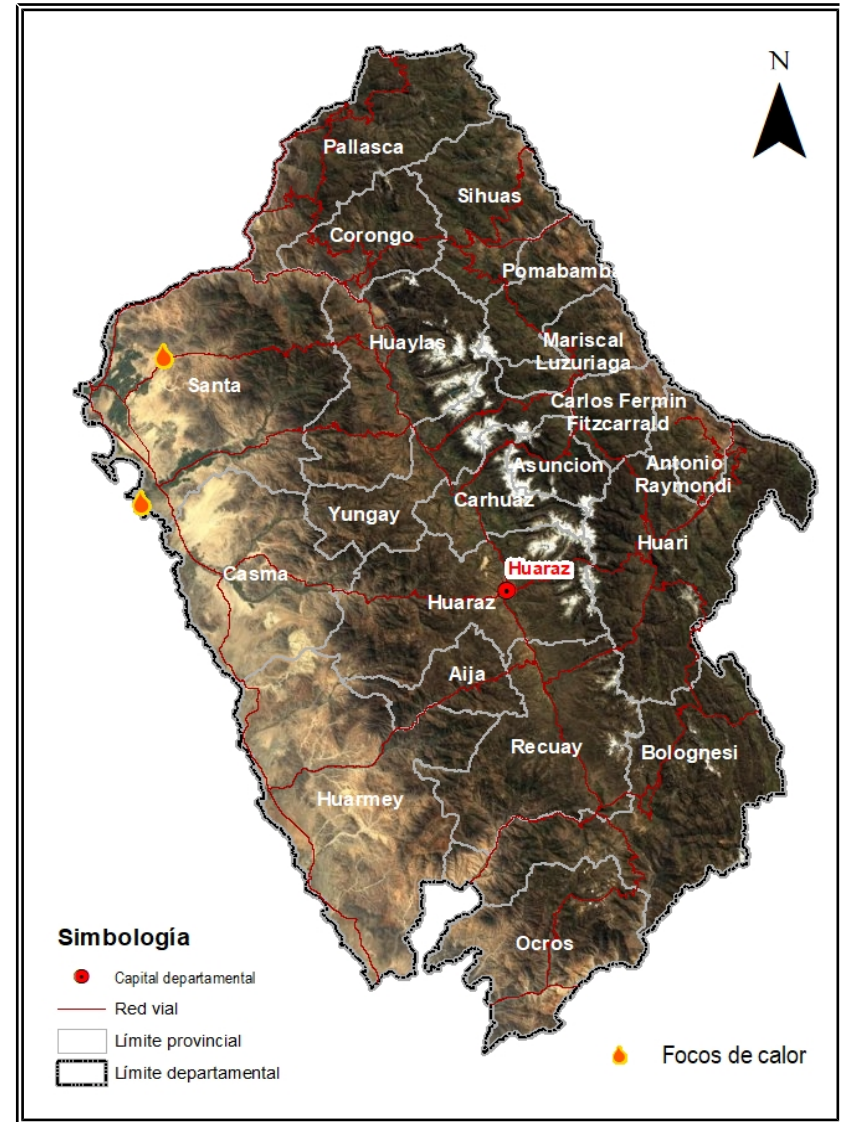 N
Pallasca
Sihuas
Corongo
Pomabamb
Huaylas
Mariscal
Luzuriaga
Santa
Carlos Fermin
Fitzcarrald
Asuncion
Antonio
Raymondi
Carhuaz
Yungay
Huari
Huaraz
Casma
Huaraz
Aija
Recuay
Bolognesi
Huarmey
Ocros
Simbología
Capital departamental
Red vial
Límite provincial
Límite departamental
Focos de calor